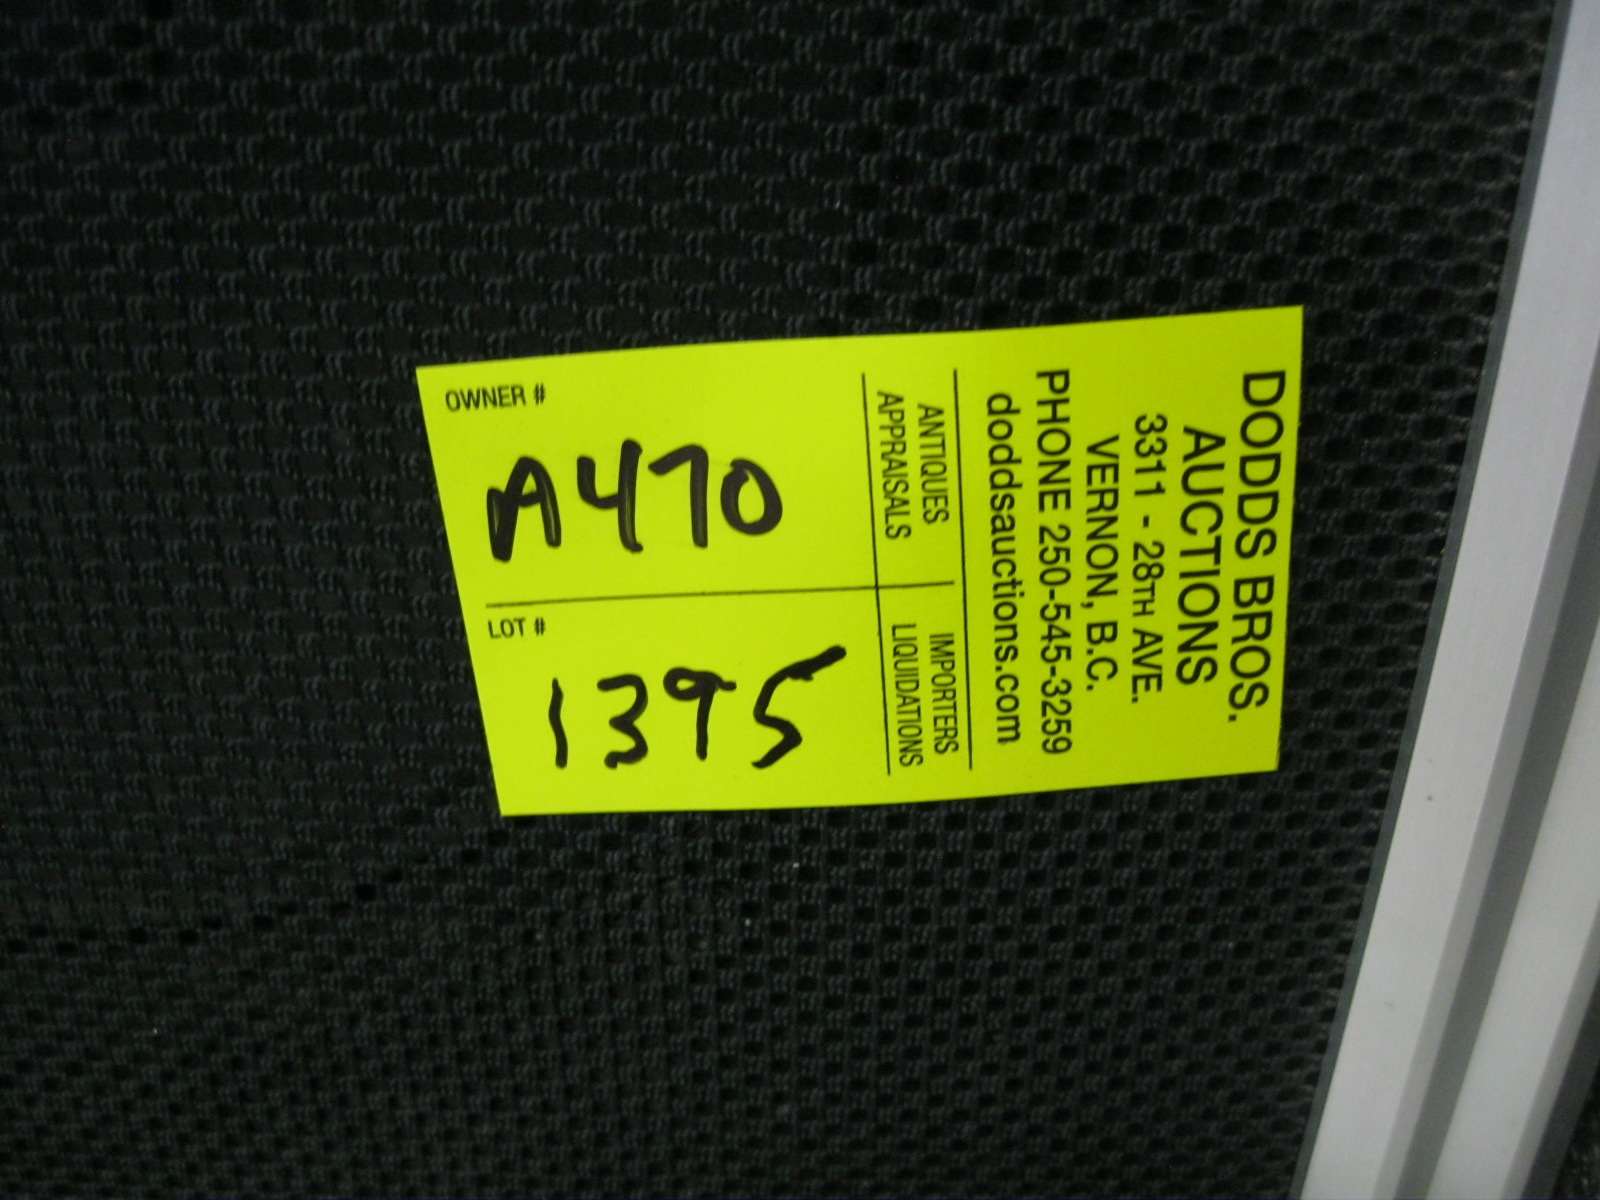 DODDS BROS.
AUCTIONS
3311 - 28TH AVE.
VERNON, B.C.
PHONE 250-545-3259
doddsauctions.com
ANTIQUES
APPRAISALS
IMPORTERS
LIQUIDATIONS
OWNER #
A470
LOT #
1395